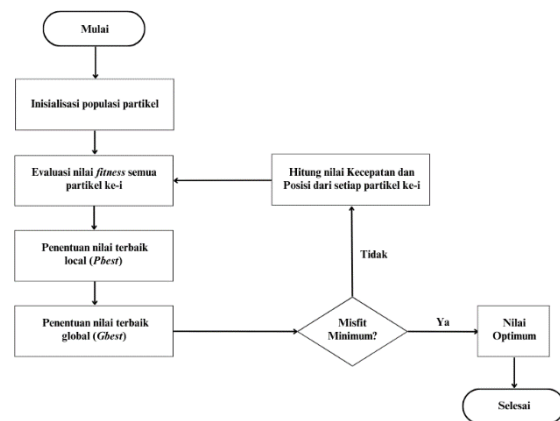 Mulai
Inisialisasi populasi partikel
Evaluasi nilai fitness semua
partikel ke-i
Penentuan nilai terbaik
local (Pbest)
Penentuan nilai terbaik
global (Gbest)
Misfit
Minimum?
Tidak
Hitung nilai Kecepatan dan
Posisi dari setiap partikel ke-i
Ya
Nilai
Optimum
Selesai